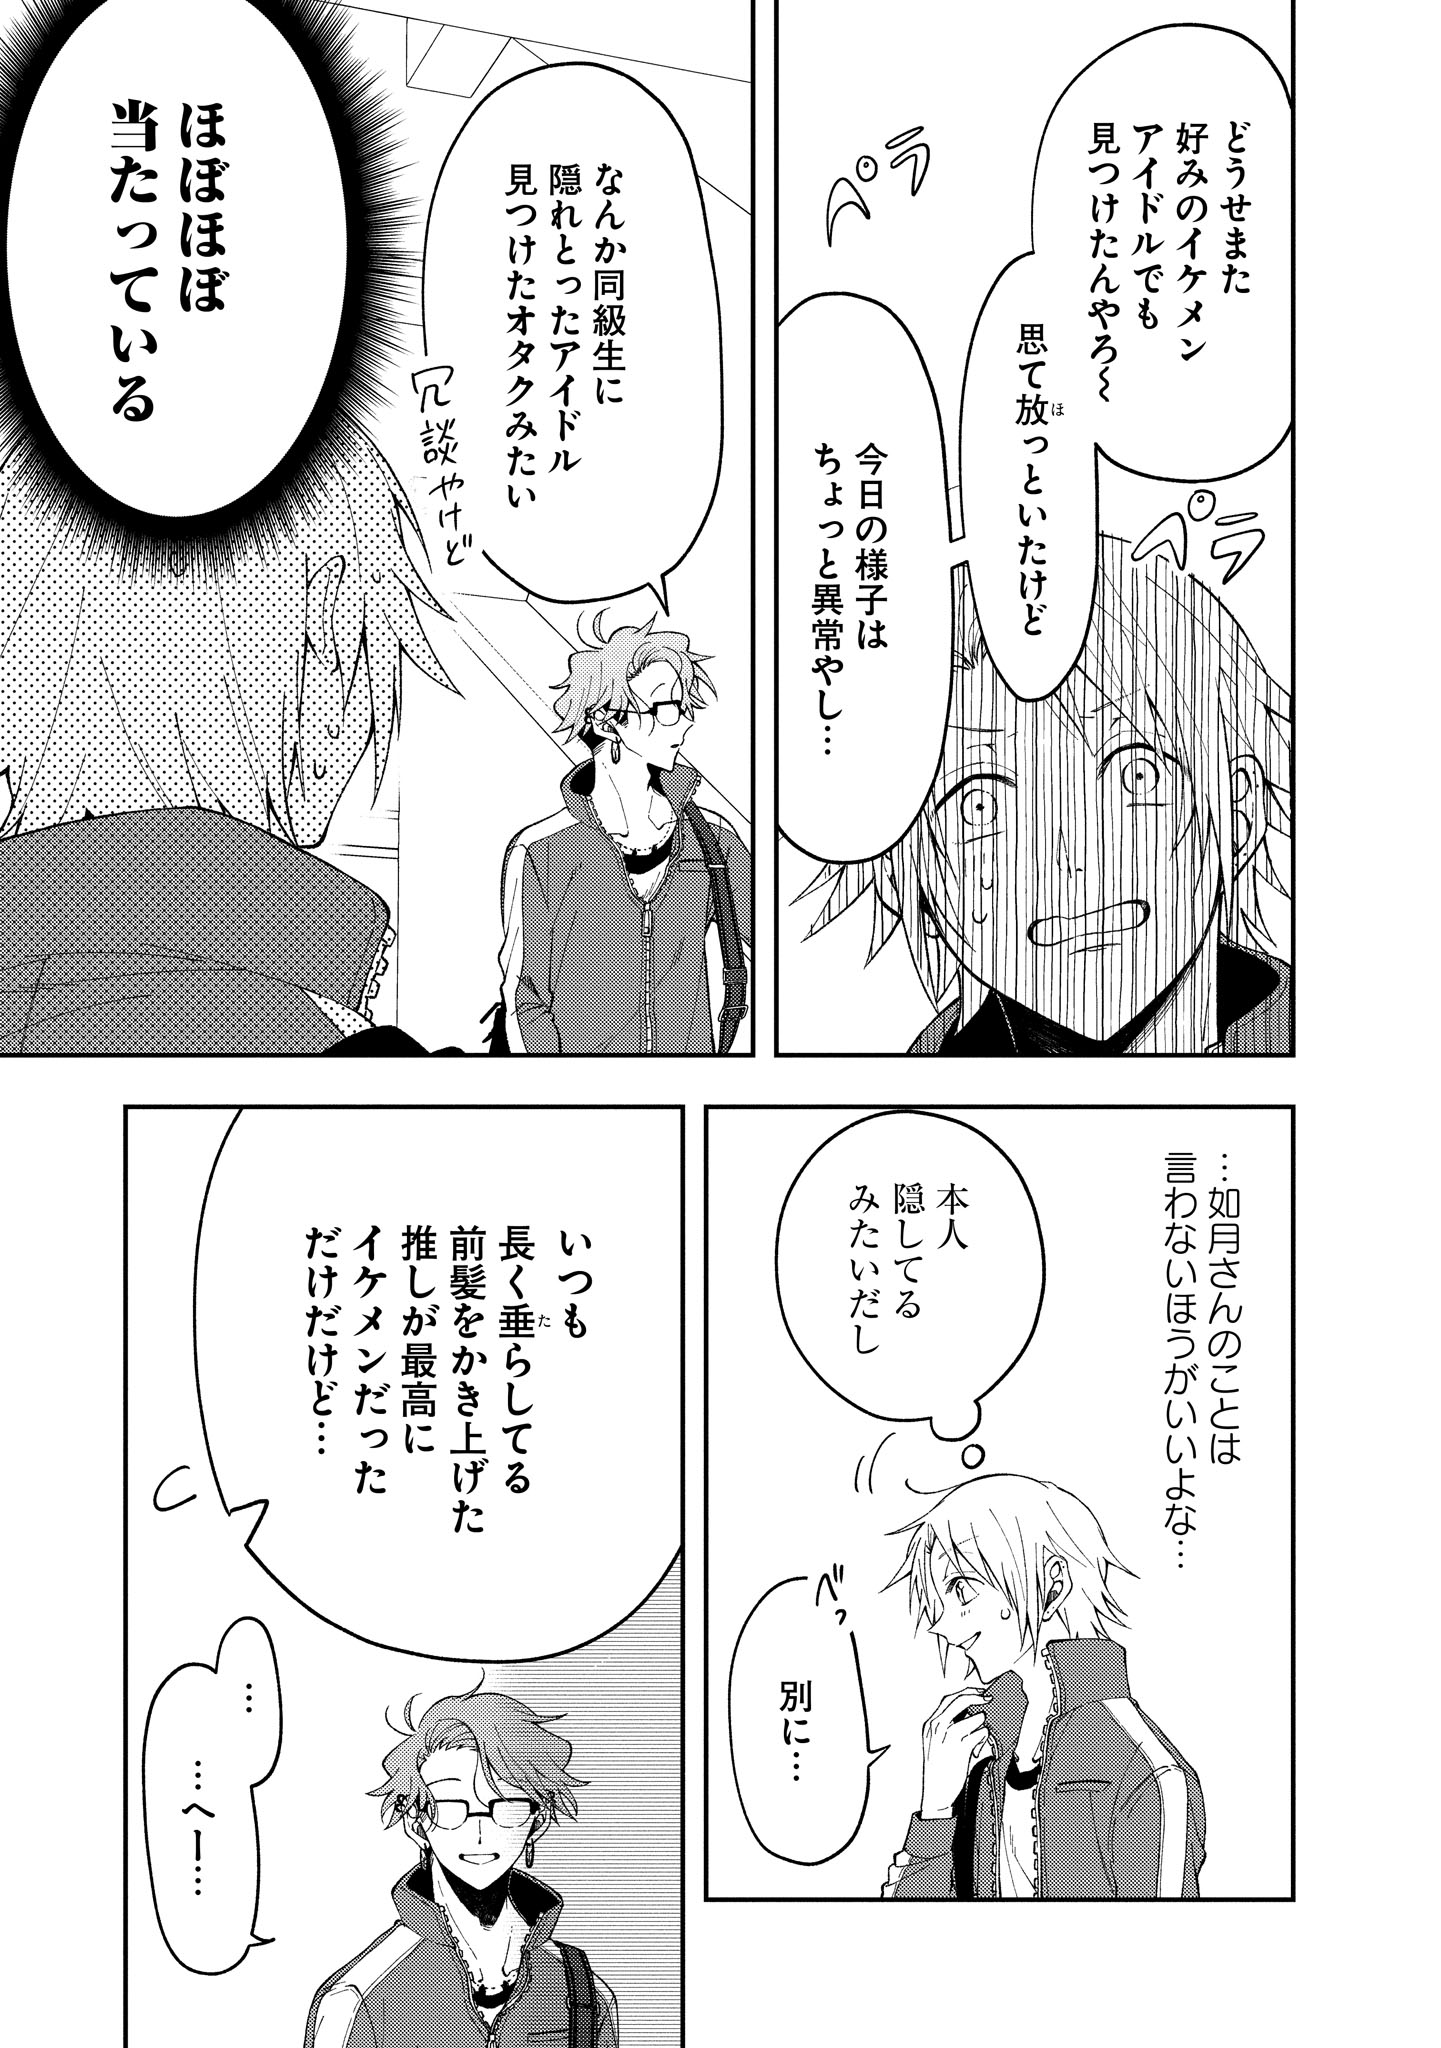 どうせまた
好みのイケメン
アイドルでも
見つけたんやろ〜
ペラ
思て放っといたけど
ほ
ペラ
今日の様子は
ちょっと異常やし…
なんか同級生に
隠れとったアイドル
見つけたオタクみたい
冗談やけど
ほぼほぼ
当たっている
…如月さんのことは
言わないほうがいいよな…
本人
隠してる
みたいだし
べっ
別に…
いつも
長く垂らしてる
た
前髪をかき上げた
推しが最高に
イケメンだった
だけだけど…
…
…へー…